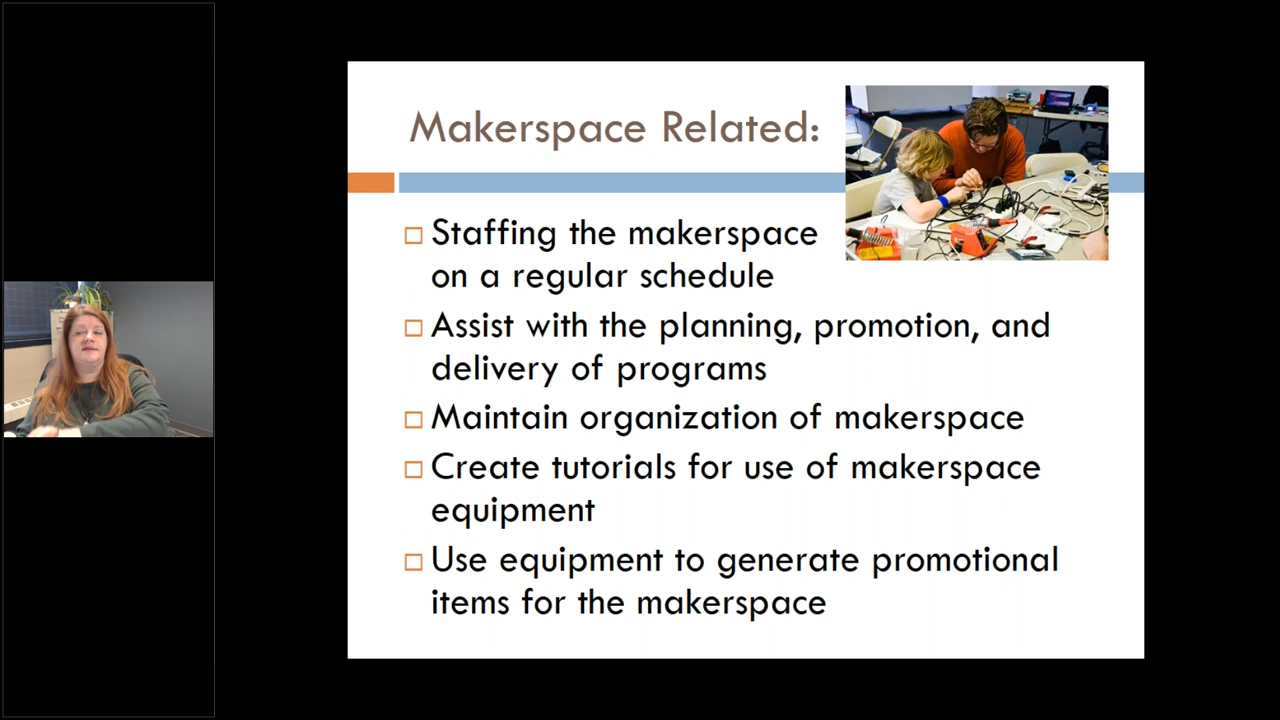 Makerspace Related:
Staffing the makerspace
on a regular schedule
Assist with the planning, promotion, and
delivery of programs
Maintain organization of makerspace
Create tutorials for use of makerspace
equipment
Use equipment to generate promotional
items for the makerspace